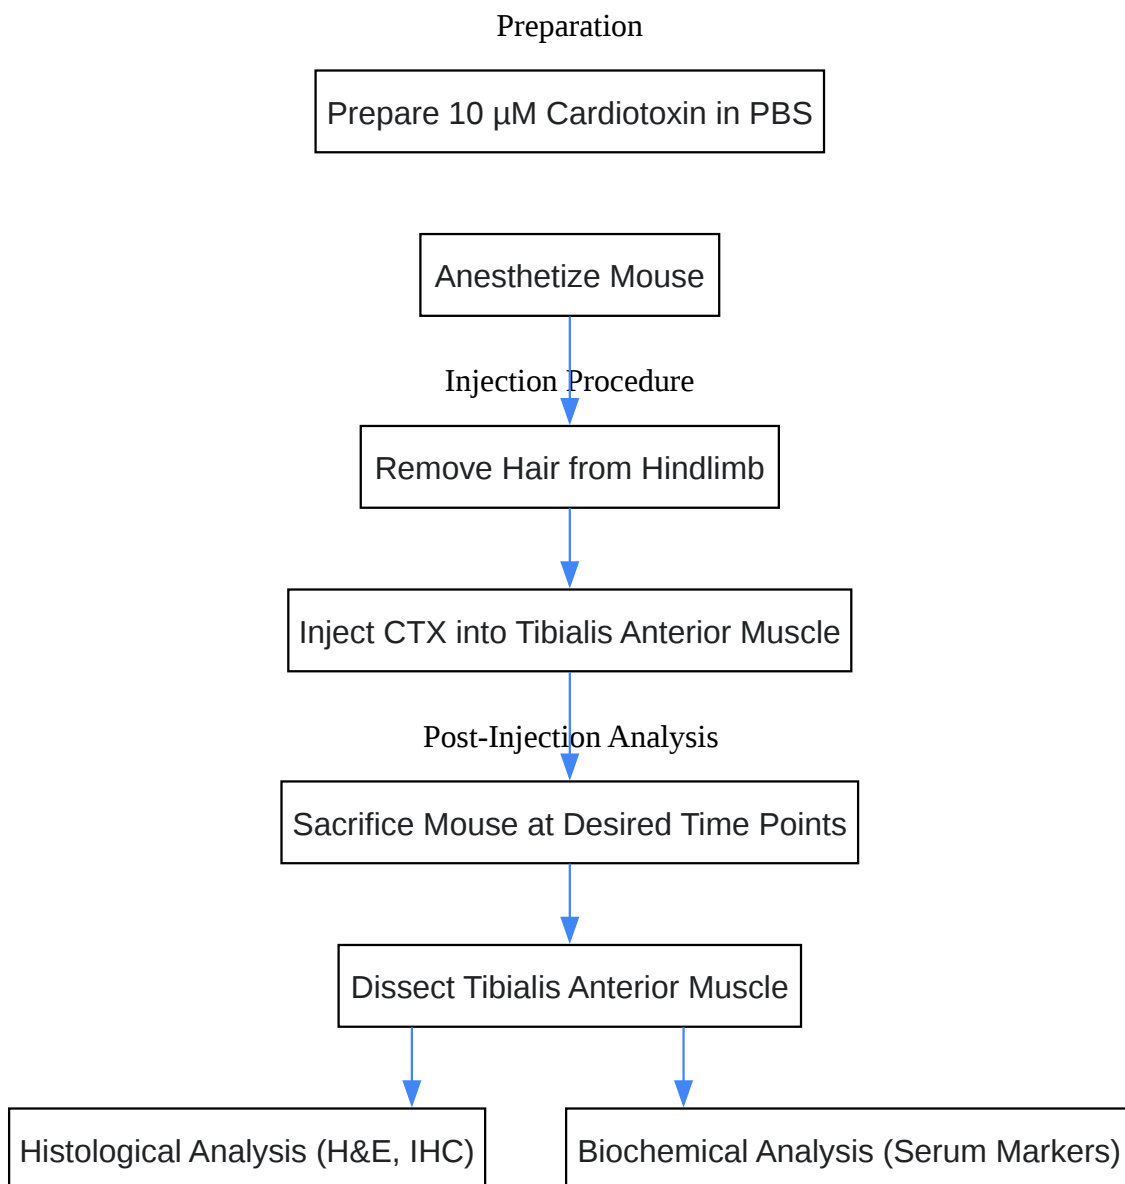 Preparation
Prepare 10 µM Cardiotoxin in PBS
Anesthetize Mouse
Injection Procedure
Remove Hair from Hindlimb
Inject CTX into Tibialis Anterior Muscle
Post-Injection Analysis
Sacrifice Mouse at Desired Time Points
Dissect Tibialis Anterior Muscle
Histological Analysis (H&E, IHC)
Biochemical Analysis (Serum Markers)